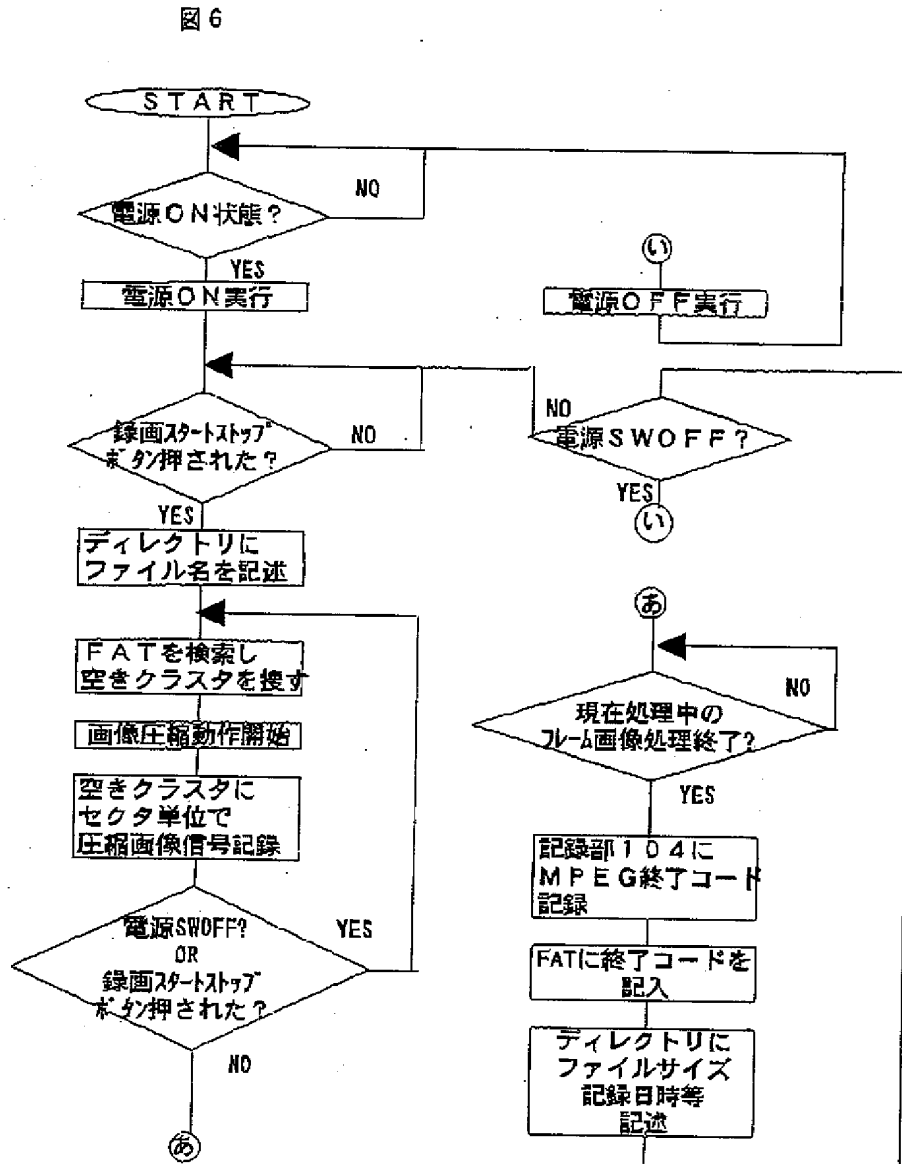 図6
START
電源ON状態?
NO
YES
電源ON実行
録画スタートストップ
ボタン押された?
NO
YES
ディレクトリに
ファイル名を記述
FATを検索し
空きクラスタを捜す
画像圧縮動作開始
空きクラスタに
セクタ単位で
圧縮画像信号記録
電源SWOFF?
OR
録画スタートストップ
ボタン押された?
YES
NO
あ
い
電源OFF実行
NO
電源SWOFF?
YES
い
あ
現在処理中の
フレーム画像処理終了?
NO
YES
記録部104に
MPEG終了コード
記録
FATに終了コードを
記入
ディレクトリに
ファイルサイズ
記録日時等
記述